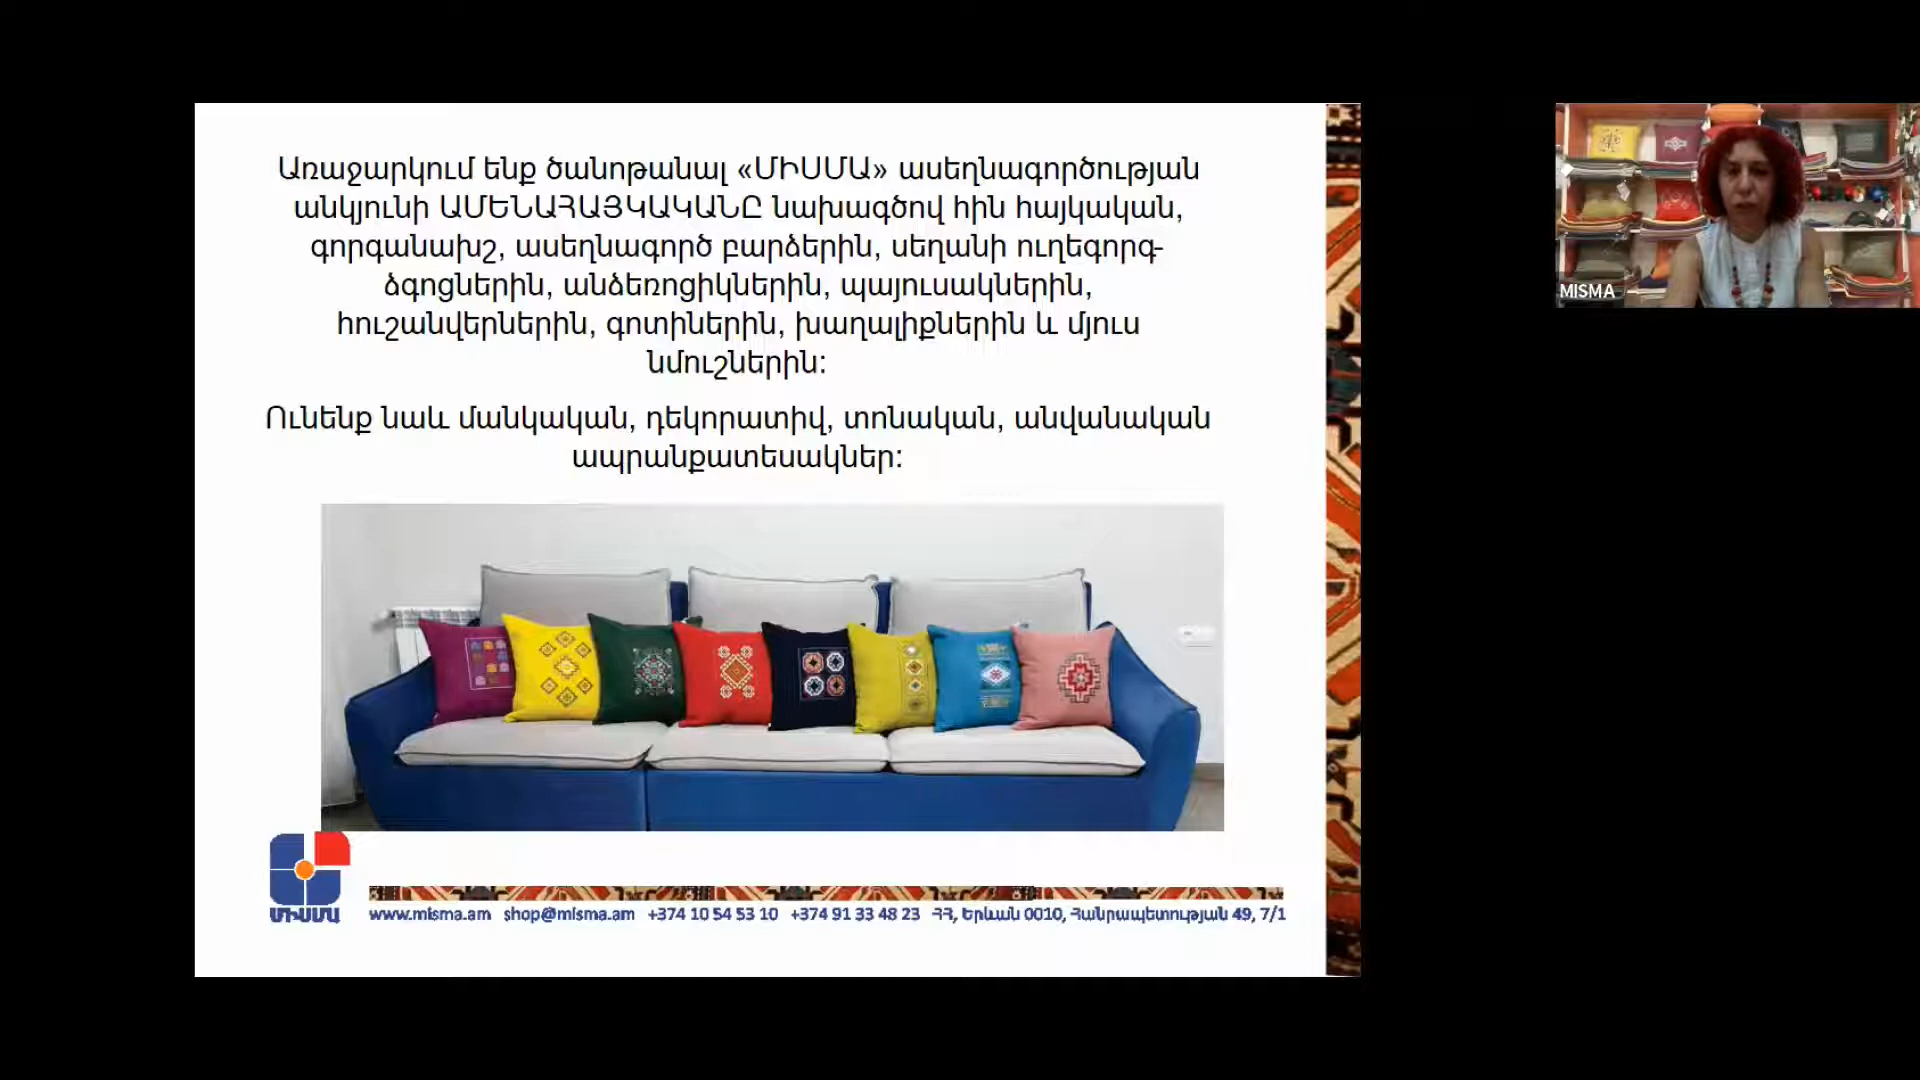 Առաջարկում ենք ծանոթանալ «ՄԻՍՄԱ» ասեղնագործության
անկյունի ԱՄԵՆԱՀԱՅԿԱԿԱՆԸ նախագծով հին հայկական,
գորգանախշ, ասեղնագործ բարձերին, սեղանի ուղեգորգ-
ձգոցներին, անձեռոցիկներին, պայուսակներին,
հուշանվերներին, գոտիներին, խաղալիքներին և մյուս
նմուշներին:
Ունենք նաև մանկական, դեկորատիվ, տոնական, անվանական
ապրանքատեսակներ:
ՄԻՍՄԱ
www.misma.am shop@misma.am +374 10 54 53 10 +374 91 33 48 23 ՀՀ, Երևան 0010, Հանրապետության 49, 7/1
MISMA